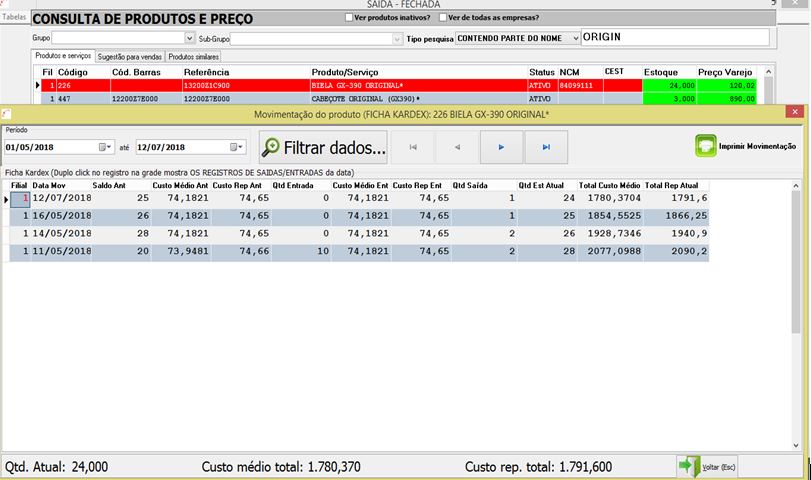 SAIDA - FECHADA
Tabelas
CONSULTA DE PRODUTOS E PREÇO
Ver produtos inativos?
Ver de todas as empresas?
Grupo
Sub-Grupo
Tipo pesquisa
CONTENDO PARTE DO NOME
ORIGIN
Produtos e serviços Sugestão para vendas Produtos similares
Fil Código Cód. Barras Referência Produto/Serviço Status NCM CEST Estoque Preço Varejo
1 226 13200Z1C900 BIELA GX-390 ORIGINAL* ATIVO 84099111 24,000 120,02
1 447 12200Z7E000 12200Z7E000 CABEÇOTE ORIGINAL (GX390)* ATIVO 3,000 890,00
Movimentação do produto (FICHA KARDEX): 226 BIELA GX-390 ORIGINAL*
Período
01/05/2018 até 12/07/2018
Filtrar dados...
Imprimir Movimentação
Ficha Kardex (Duplo click no registro na grade mostra OS REGISTROS DE SAIDAS/ENTRADAS da data)
Filial Data Mov Saldo Ant Custo Médio Ant Custo Rep Ant Qtd Entrada Custo Médio Ent Custo Rep Ent Qtd Saída Qtd Est Atual Total Custo Médio Total Rep Atual
1 12/07/2018 25 74,1821 74,65 0 74,1821 74,65 1 24 1780,3704 1791,6
1 16/05/2018 26 74,1821 74,65 0 74,1821 74,65 1 25 1854,5525 1866,25
1 14/05/2018 28 74,1821 74,65 0 74,1821 74,65 2 26 1928,7346 1940,9
1 11/05/2018 20 73,9481 74,66 10 74,1821 74,65 2 28 2077,0988 2090,2
Qtd. Atual: 24,000
Custo médio total: 1.780,370
Custo rep. total: 1.791,600
Voltar (Esc)